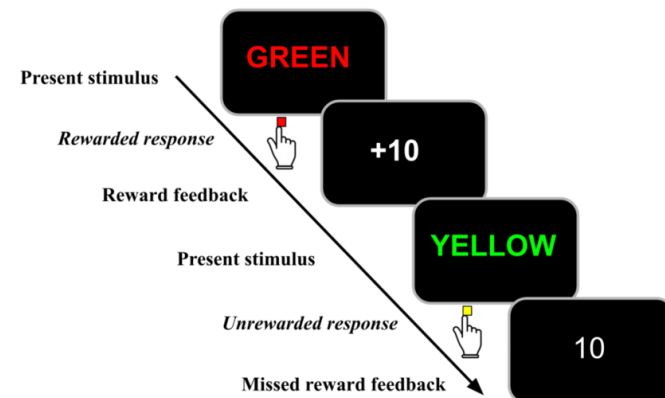 GREEN
Present stimulus
Rewarded response
+10
Reward feedback
YELLOW
Present stimulus
Unrewarded response
10
Missed reward feedback